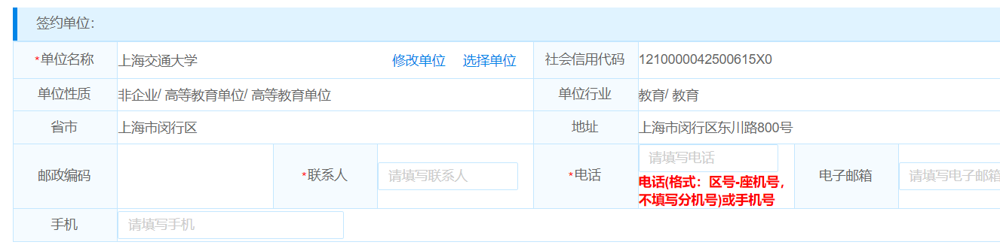 签约单位：
*单位名称 上海交通大学 修改单位 选择单位 社会信用代码 1210000042500615X0
单位性质 非企业/ 高等教育单位/ 高等教育单位 单位行业 教育/ 教育
省市 上海市闵行区 地址 上海市闵行区东川路800号
邮政编码 *联系人 请填写联系人 *电话 请填写电话 电子邮箱 请填写电子邮箱
电话(格式：区号-座机号，
不填写分机号)或手机号
手机 请填写手机